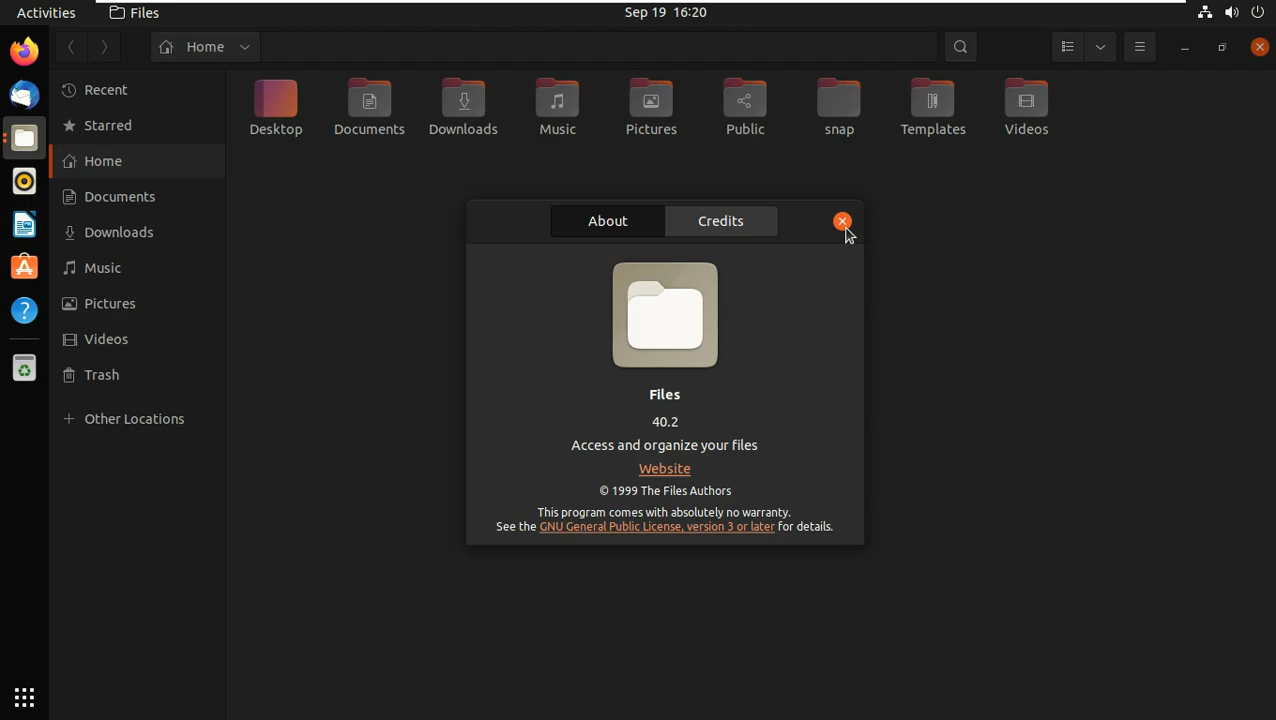 Activities Files Sep 19 16:20
Home
Recent
Starred
Home
Documents
Downloads
Music
Pictures
Videos
Trash
Other Locations
Desktop Documents Downloads Music Pictures Public snap Templates Videos
About Credits
Files
40.2
Access and organize your files
Website
© 1999 The Files Authors
This program comes with absolutely no warranty.
See the GNU General Public License, version 3 or later for details.